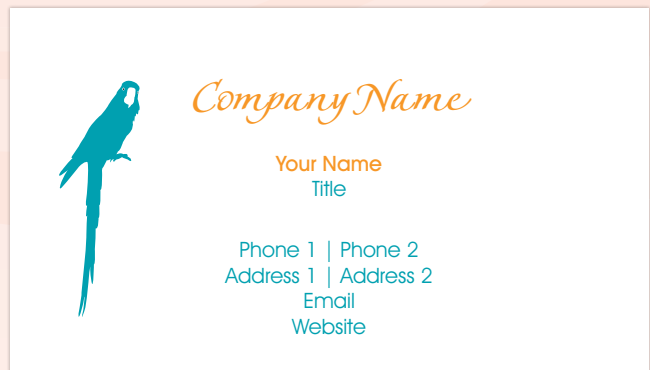 Company Name
Your Name
Title
Phone 1 | Phone 2
Address 1 | Address 2
Email
Website